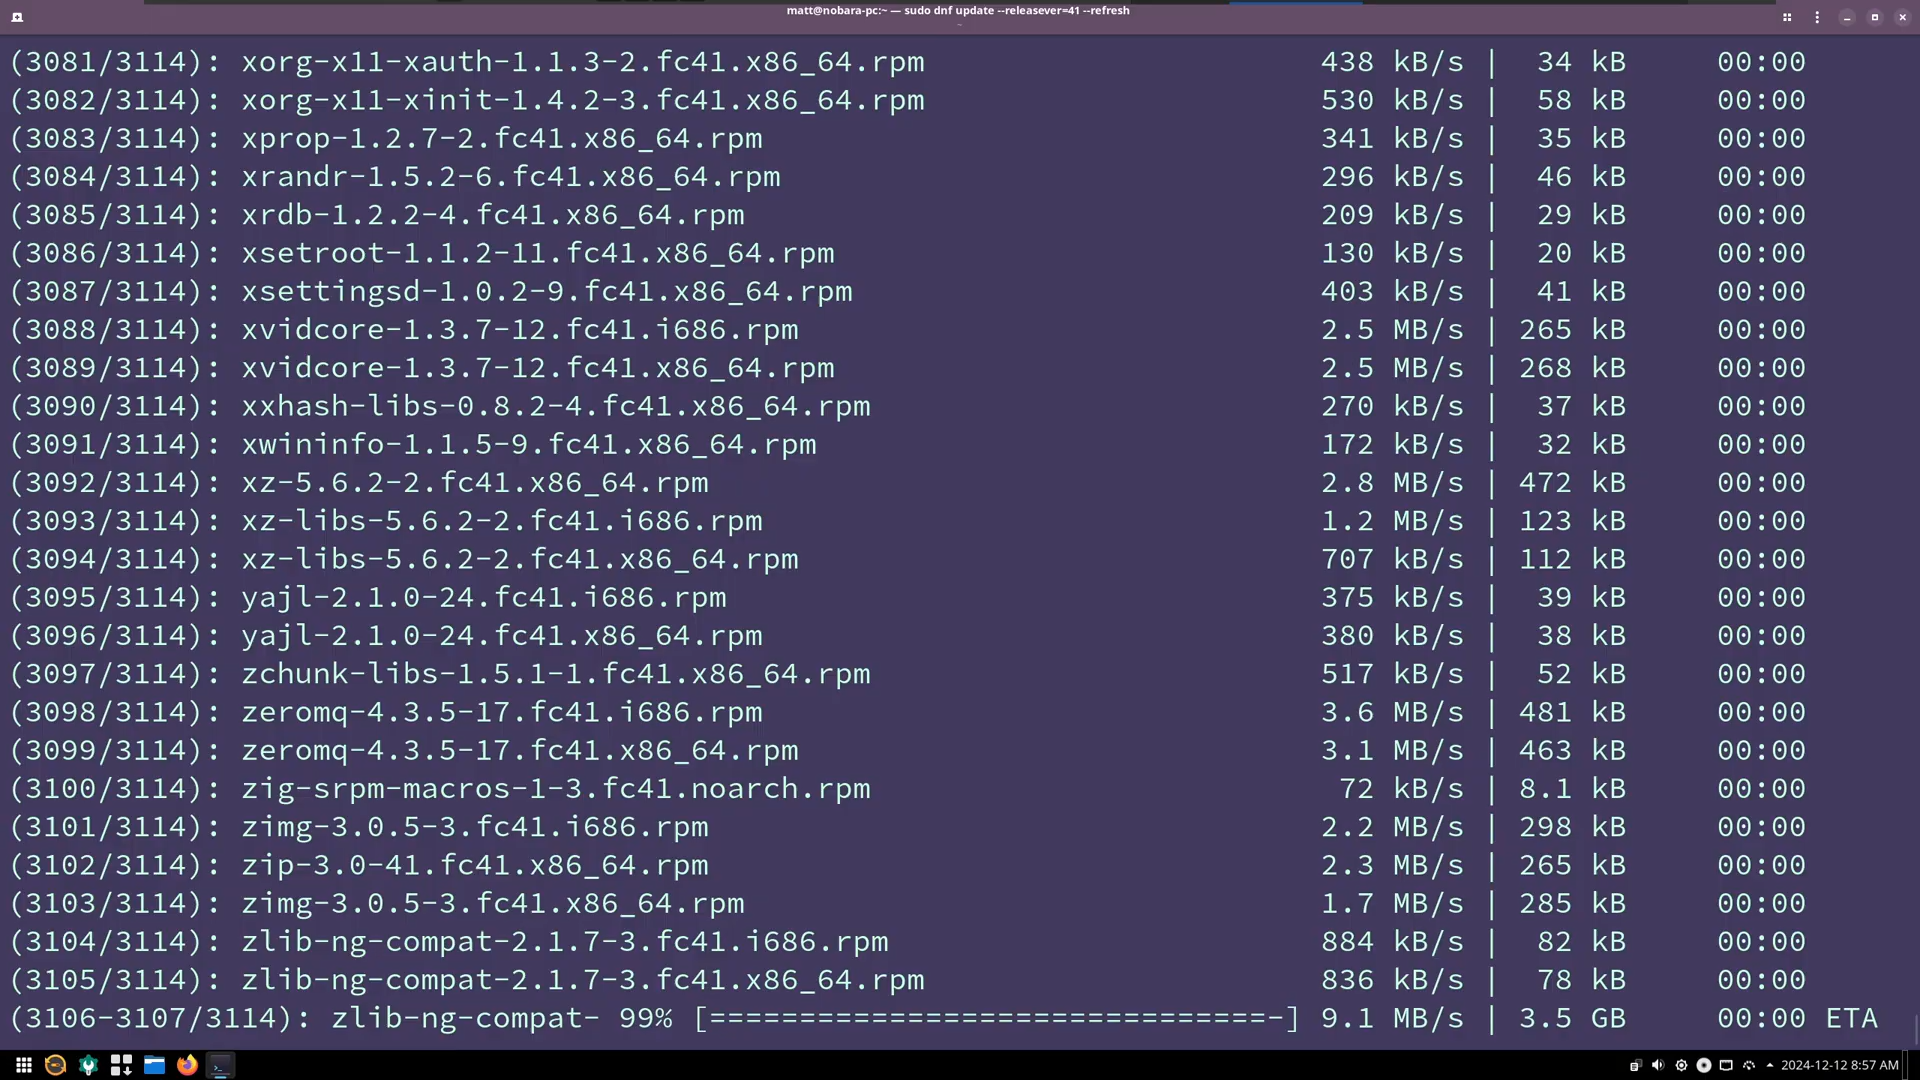 matt@nobara-pc:~ — sudo dnf update --releasever=41 --refresh
(3081/3114): xorg-x11-xauth-1.1.3-2.fc41.x86_64.rpm 438 kB/s | 34 kB 00:00
(3082/3114): xorg-x11-xinit-1.4.2-3.fc41.x86_64.rpm 530 kB/s | 58 kB 00:00
(3083/3114): xprop-1.2.7-2.fc41.x86_64.rpm 341 kB/s | 35 kB 00:00
(3084/3114): xrandr-1.5.2-6.fc41.x86_64.rpm 296 kB/s | 46 kB 00:00
(3085/3114): xrdb-1.2.2-4.fc41.x86_64.rpm 209 kB/s | 29 kB 00:00
(3086/3114): xsetroot-1.1.2-11.fc41.x86_64.rpm 130 kB/s | 20 kB 00:00
(3087/3114): xsettingsd-1.0.2-9.fc41.x86_64.rpm 403 kB/s | 41 kB 00:00
(3088/3114): xvidcore-1.3.7-12.fc41.i686.rpm 2.5 MB/s | 265 kB 00:00
(3089/3114): xvidcore-1.3.7-12.fc41.x86_64.rpm 2.5 MB/s | 268 kB 00:00
(3090/3114): xxhash-libs-0.8.2-4.fc41.x86_64.rpm 270 kB/s | 37 kB 00:00
(3091/3114): xwininfo-1.1.5-9.fc41.x86_64.rpm 172 kB/s | 32 kB 00:00
(3092/3114): xz-5.6.2-2.fc41.x86_64.rpm 2.8 MB/s | 472 kB 00:00
(3093/3114): xz-libs-5.6.2-2.fc41.i686.rpm 1.2 MB/s | 123 kB 00:00
(3094/3114): xz-libs-5.6.2-2.fc41.x86_64.rpm 707 kB/s | 112 kB 00:00
(3095/3114): yajl-2.1.0-24.fc41.i686.rpm 375 kB/s | 39 kB 00:00
(3096/3114): yajl-2.1.0-24.fc41.x86_64.rpm 380 kB/s | 38 kB 00:00
(3097/3114): zchunk-libs-1.5.1-1.fc41.x86_64.rpm 517 kB/s | 52 kB 00:00
(3098/3114): zeromq-4.3.5-17.fc41.i686.rpm 3.6 MB/s | 481 kB 00:00
(3099/3114): zeromq-4.3.5-17.fc41.x86_64.rpm 3.1 MB/s | 463 kB 00:00
(3100/3114): zig-srpm-macros-1-3.fc41.noarch.rpm 72 kB/s | 8.1 kB 00:00
(3101/3114): zimg-3.0.5-3.fc41.i686.rpm 2.2 MB/s | 298 kB 00:00
(3102/3114): zip-3.0-41.fc41.x86_64.rpm 2.3 MB/s | 265 kB 00:00
(3103/3114): zimg-3.0.5-3.fc41.x86_64.rpm 1.7 MB/s | 285 kB 00:00
(3104/3114): zlib-ng-compat-2.1.7-3.fc41.i686.rpm 884 kB/s | 82 kB 00:00
(3105/3114): zlib-ng-compat-2.1.7-3.fc41.x86_64.rpm 836 kB/s | 78 kB 00:00
(3106-3107/3114): zlib-ng-compat- 99% [===============================-] 9.1 MB/s | 3.5 GB 00:00 ETA
2024-12-12 8:57 AM